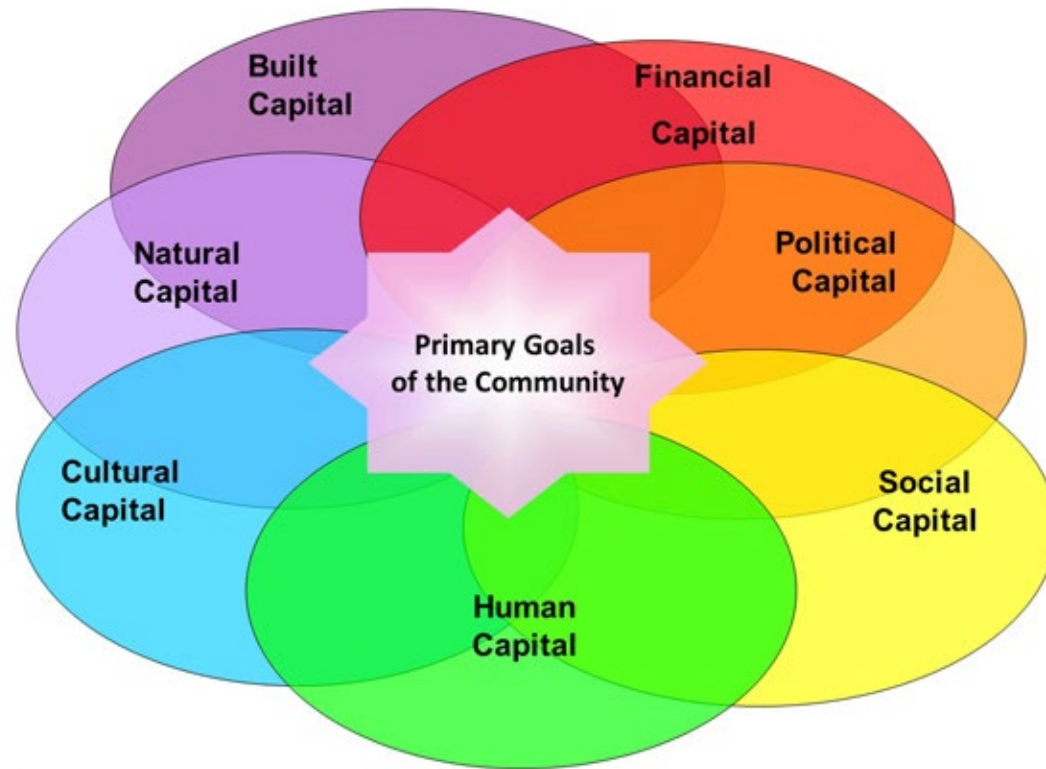 Built
Capital
Financial
Capital
Natural
Capital
Political
Capital
Primary Goals
of the Community
Cultural
Capital
Social
Capital
Human
Capital